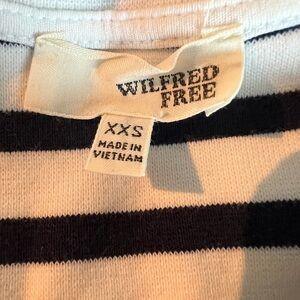 WILFRED
FREE
XXS
MADE IN
VIETNAM